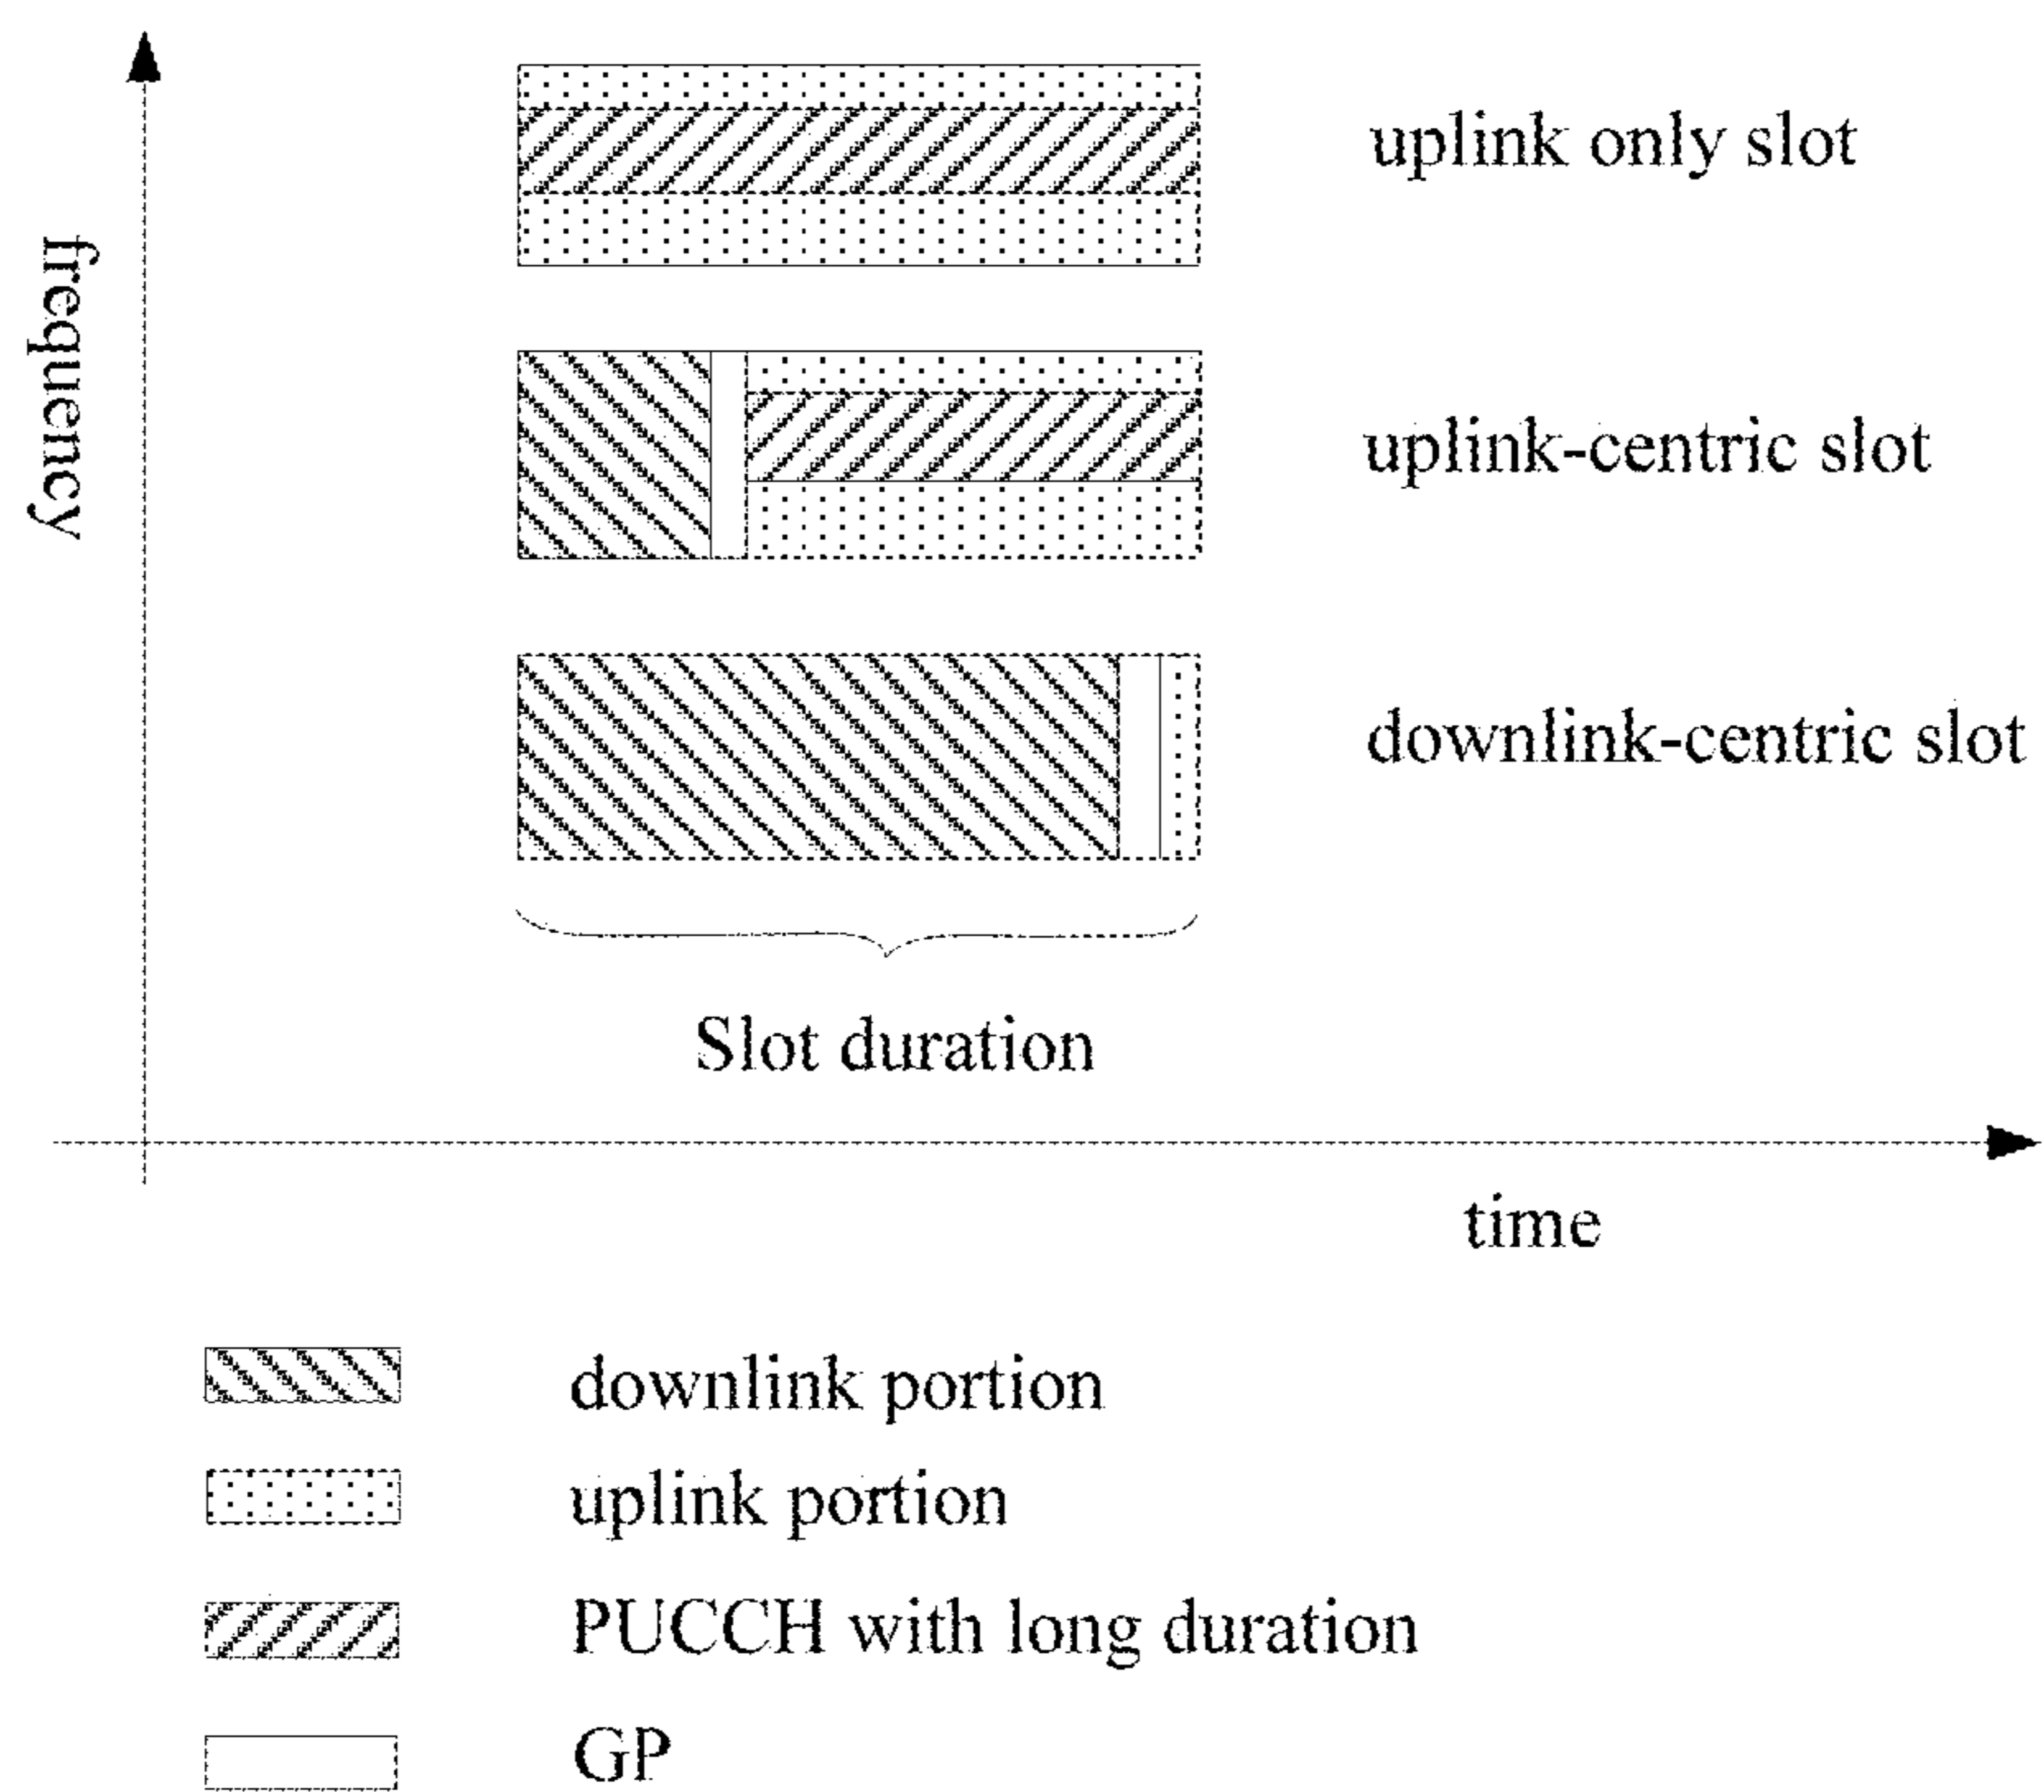 frequency
uplink only slot
uplink-centric slot
downlink-centric slot
Slot duration
time
downlink portion
uplink portion
PUCCH with long duration
GP